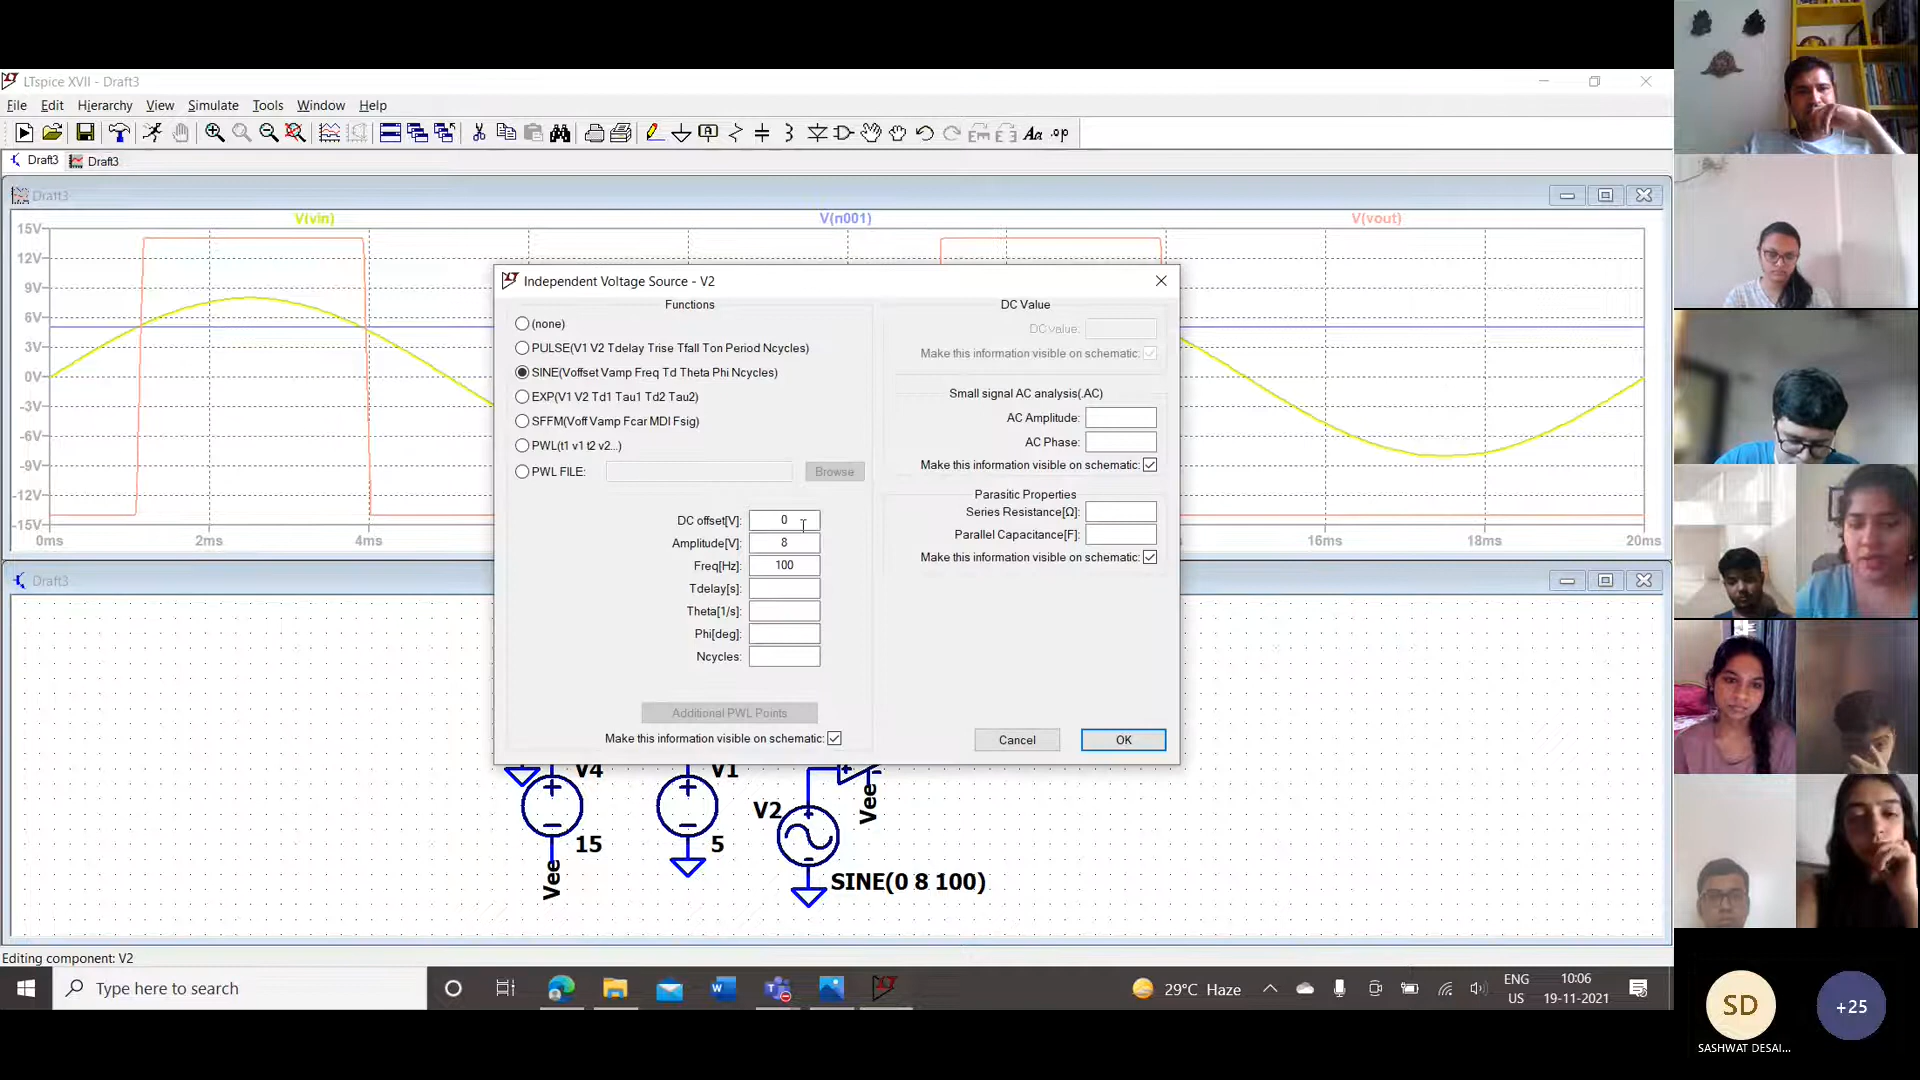 LTspice XVII - Draft3
File Edit Hierarchy View Simulate Tools Window Help
Draft3 Draft3
Draft3
V(vin) V(n001) V(vout)
15V
12V
9V
6V
3V
0V
-3V
-6V
-9V
-12V
-15V
0ms 2ms 4ms 16ms 18ms 20ms
Independent Voltage Source - V2
Functions
(none)
PULSE(V1 V2 Tdelay Trise Tfall Ton Period Ncycles)
SINE(Voffset Vamp Freq Td Theta Phi Ncycles)
EXP(V1 V2 Td1 Tau1 Td2 Tau2)
SFFM(Voff Vamp Fcar MDI Fsig)
PWL(t1 v1 t2 v2...)
PWL FILE: Browse
DC offset[V]: 0
Amplitude[V]: 8
Freq[Hz]: 100
Tdelay[s]:
Theta[1/s]:
Phi[deg]:
Ncycles:
Additional PWL Points
Make this information visible on schematic:
DC Value
DC value:
Make this information visible on schematic:
Small signal AC analysis(.AC)
AC Amplitude:
AC Phase:
Make this information visible on schematic:
Parasitic Properties
Series Resistance[Ω]:
Parallel Capacitance[F]:
Make this information visible on schematic:
Cancel OK
Draft3
V4 V1
V2 Vee
15 5
Vee
SINE(0 8 100)
Editing component: V2
Type here to search
29°C Haze
ENG
US
10:06
19-11-2021
SD
+25
SASHWAT DESAI...